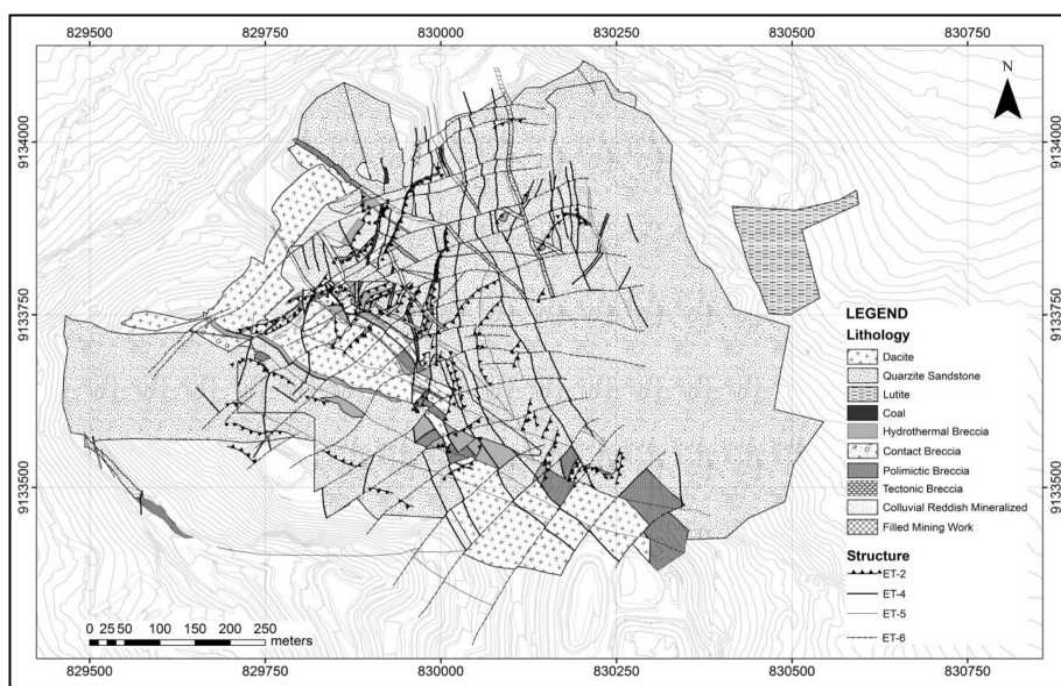 829500 829750 830000 830250 830500 830750
N
9134000 9134000
9133750 9133750
9133500 9133500
LEGEND
Lithology
Dacite
Quarzite Sandstone
Lutite
Coal
Hydrothermal Breccia
Contact Breccia
Polimictic Breccia
Tectonic Breccia
Colluvial Reddish Mineralized
Filled Mining Work
Structure
ET-2
ET-4
ET-5
ET-6
0 25 50 100 150 200 250
meters
829500 829750 830000 830250 830500 830750